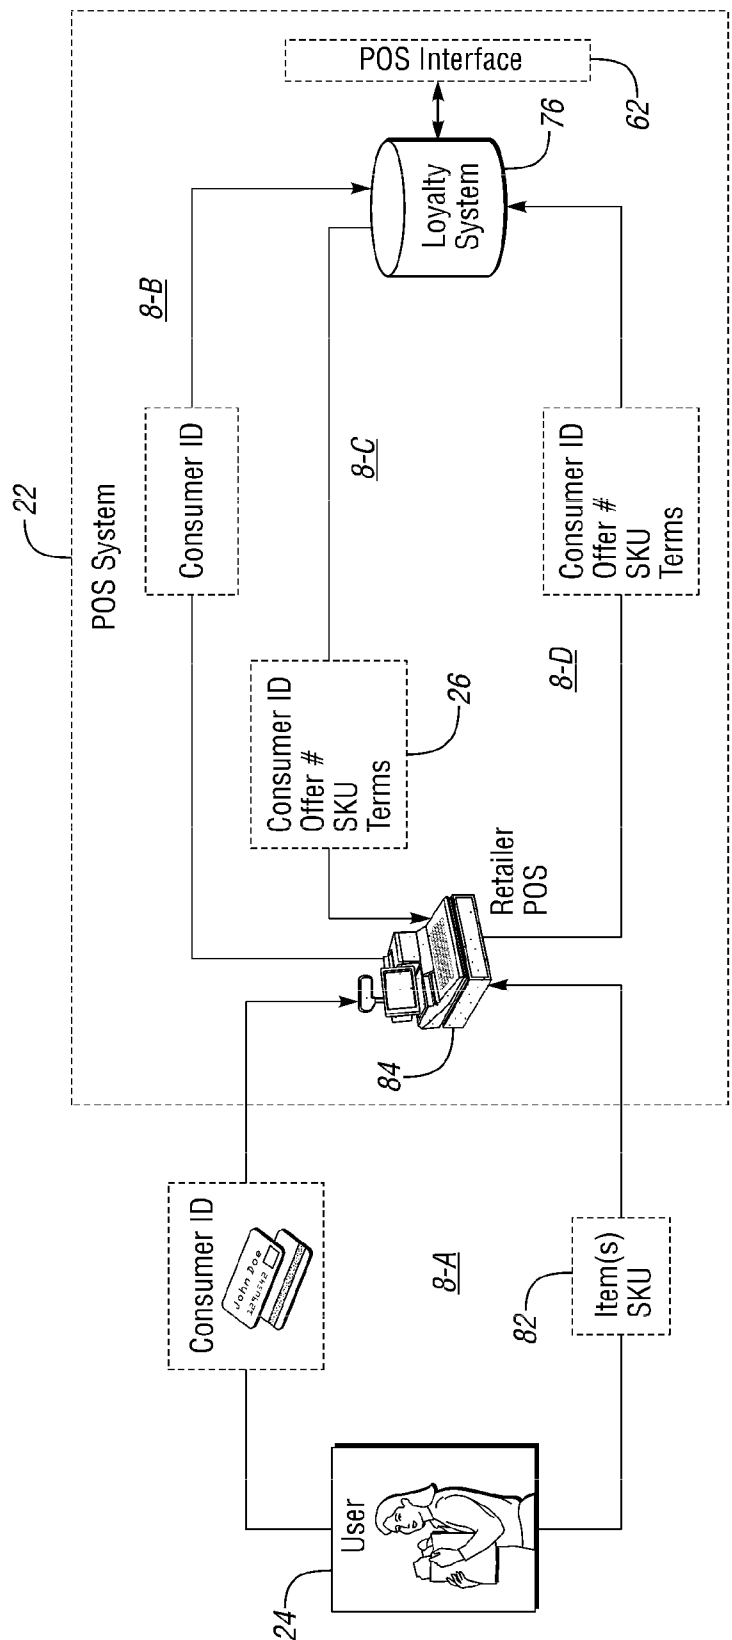 22
POS System
24
User
Consumer ID
John Doe
8-A
82
Item(s)
SKU
84
Retailer
POS
Consumer ID
8-B
Consumer ID
Offer #
SKU
Terms
26
8-C
8-D
Consumer ID
Offer #
SKU
Terms
Loyalty
System
76
POS Interface
62